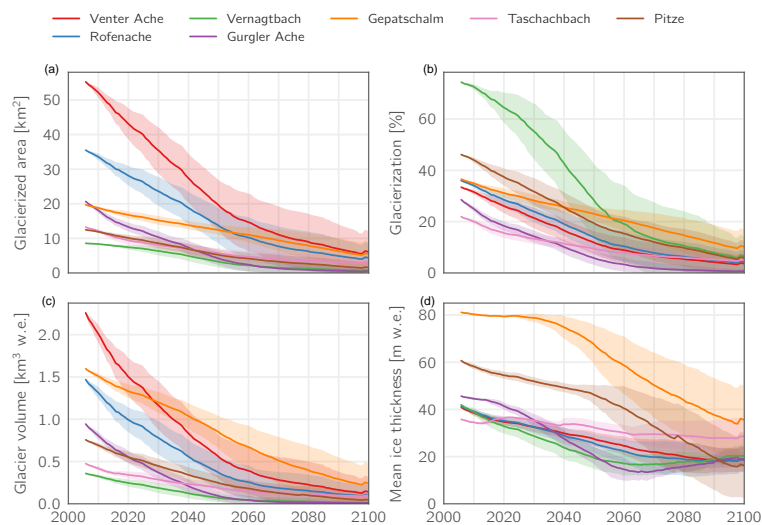 Venter Ache Vernagtbach Gepatschalm Taschachbach Pitze
Rofenache Gurgler Ache
(a) (b)
Glacierized area [km²]
50
40
30
20
10
0
Glacierization [%]
60
40
20
0
(c) (d)
Glacier volume [km³ w.e.]
2.0
1.5
1.0
0.5
0.0
Mean ice thickness [m w.e.]
80
60
40
20
0
2000 2020 2040 2060 2080 2100 2000 2020 2040 2060 2080 2100